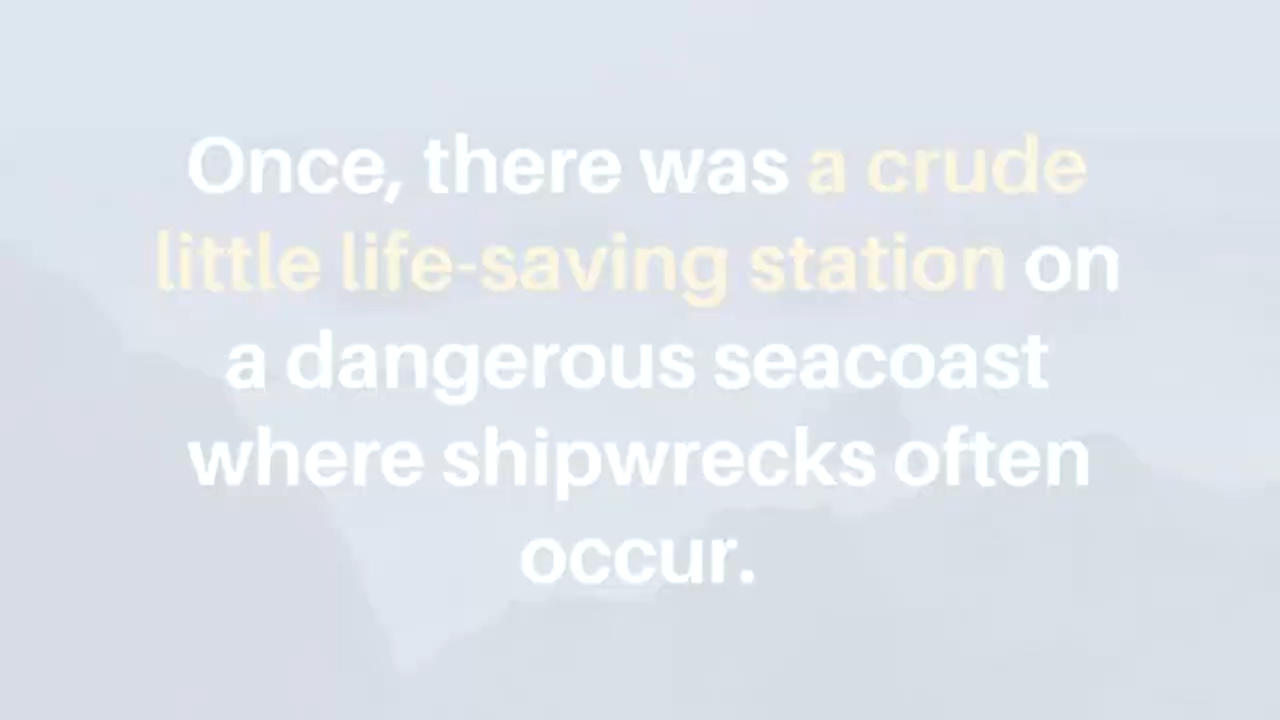 Once, there was a crude
little life-saving station on
a dangerous seacoast
where shipwrecks often
occur.